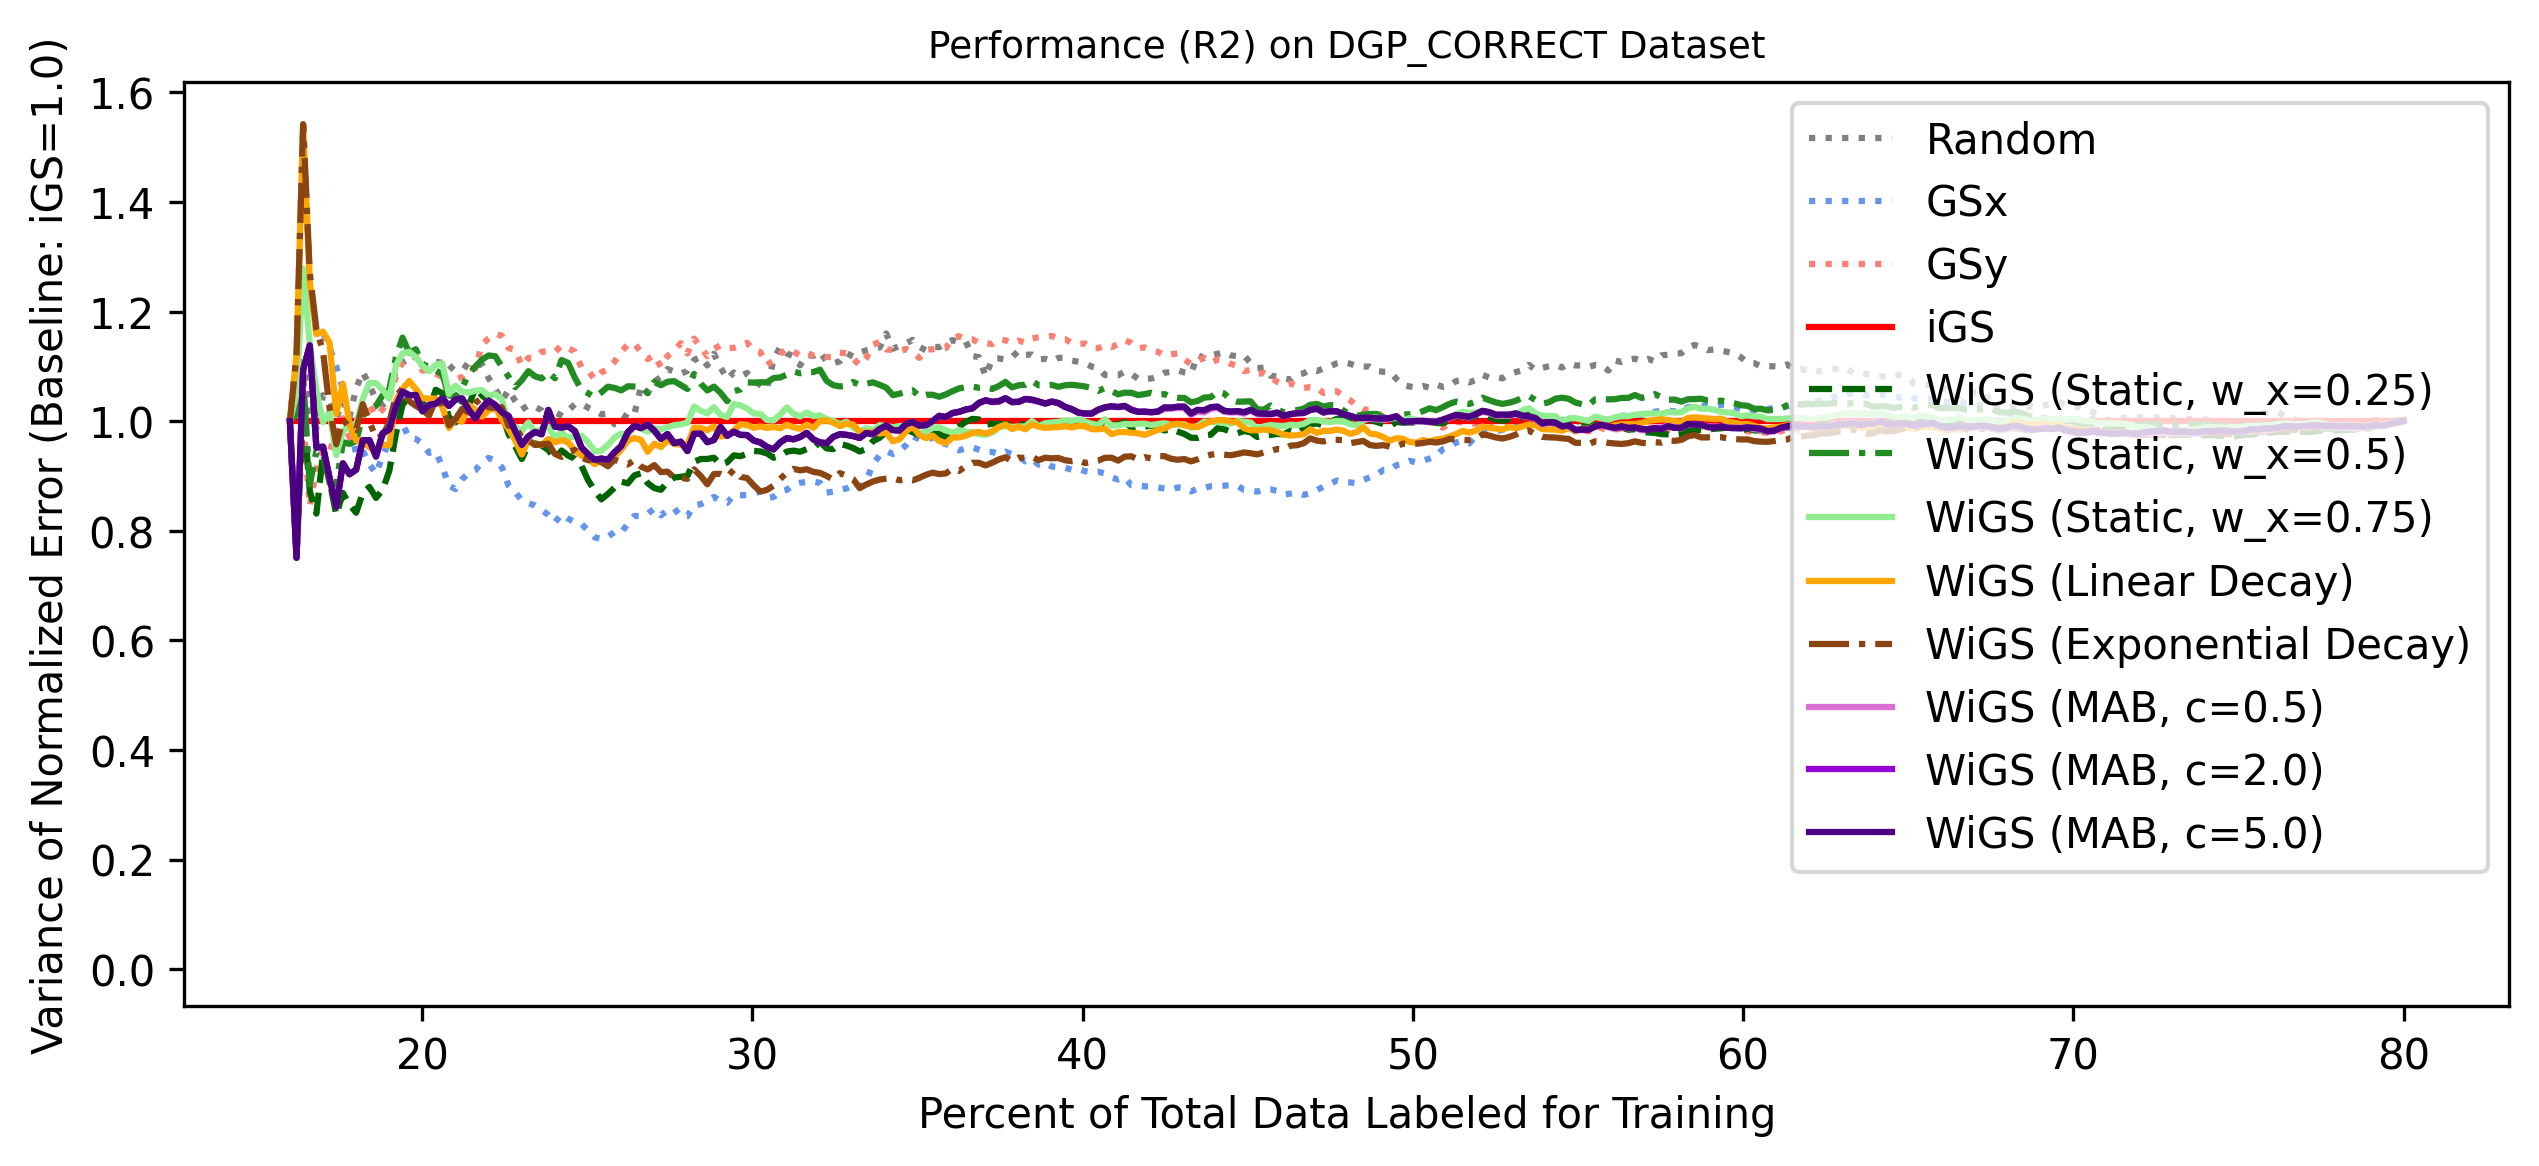 Performance (R2) on DGP_CORRECT Dataset
Variance of Normalized Error (Baseline: iGS=1.0)
1.6
1.4
1.2
1.0
0.8
0.6
0.4
0.2
0.0
Random
GSx
GSy
iGS
WiGS (Static, w_x=0.25)
WiGS (Static, w_x=0.5)
WiGS (Static, w_x=0.75)
WiGS (Linear Decay)
WiGS (Exponential Decay)
WiGS (MAB, c=0.5)
WiGS (MAB, c=2.0)
WiGS (MAB, c=5.0)
20 30 40 50 60 70 80
Percent of Total Data Labeled for Training